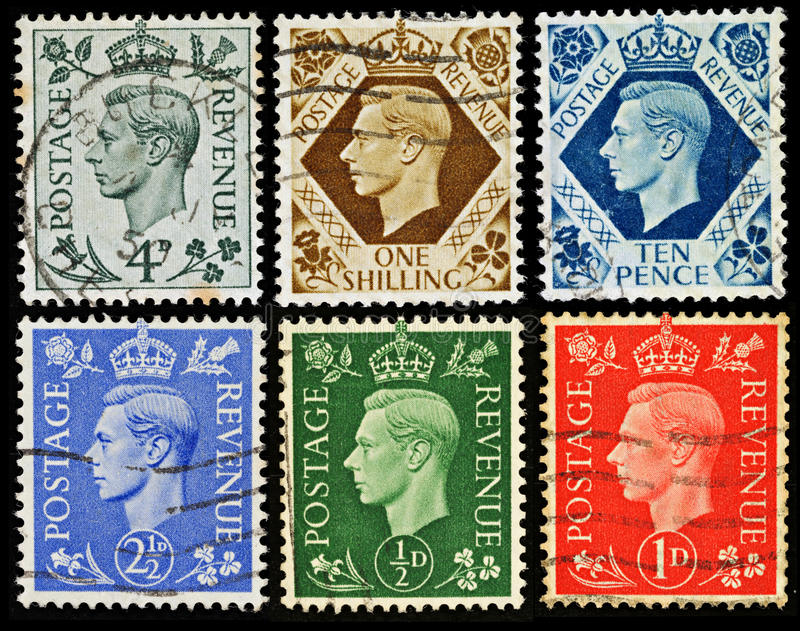 POSTAGE
REVENUE
4D
POSTAGE
REVENUE
ONE
SHILLING
POSTAGE
REVENUE
TEN
PENCE
POSTAGE
REVENUE
2½D
POSTAGE
REVENUE
½D
POSTAGE
REVENUE
1D